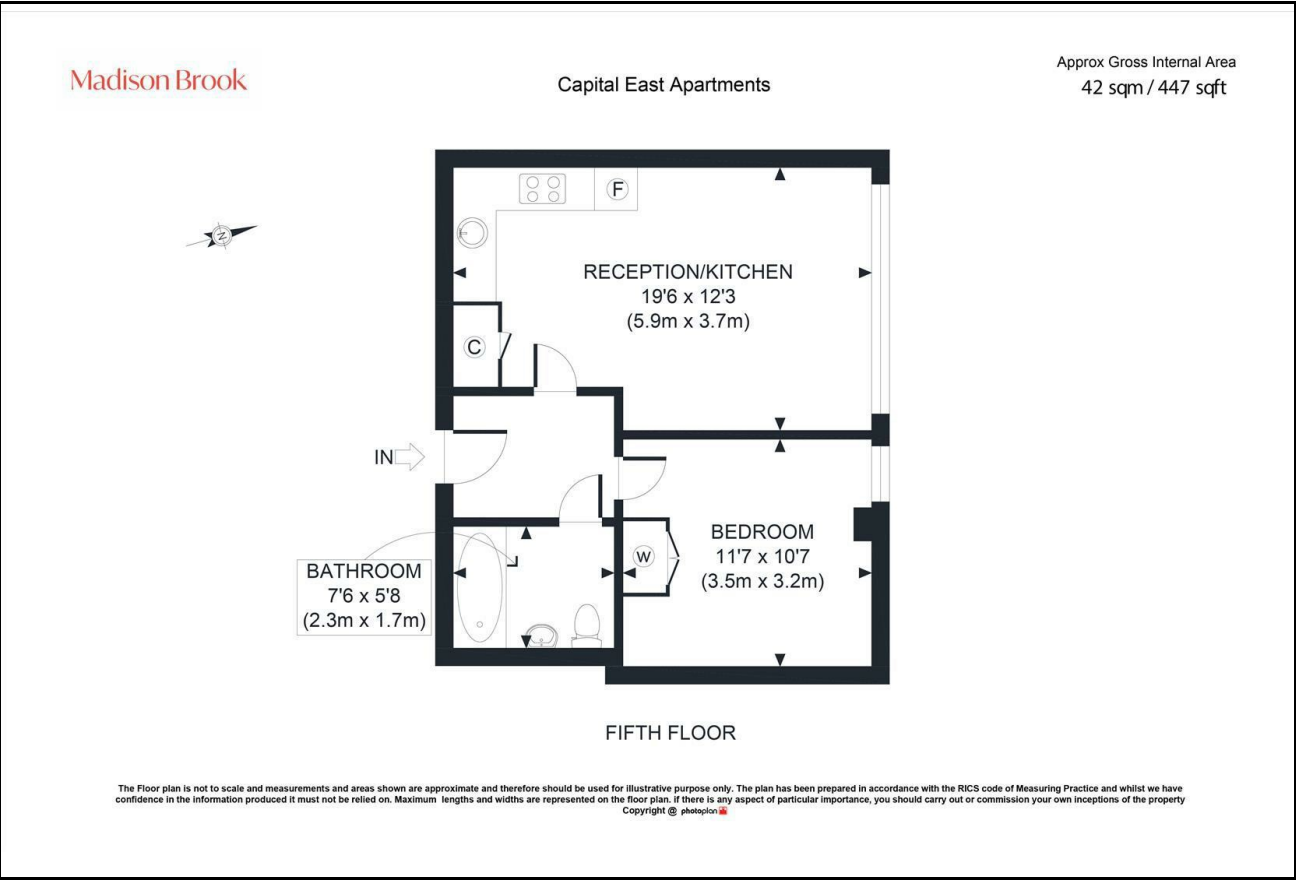 Madison Brook
Capital East Apartments
Approx Gross Internal Area
42 sqm / 447 sqft
F
N
RECEPTION/KITCHEN
19'6 x 12'3
(5.9m x 3.7m)
C
IN
BEDROOM
11'7 x 10'7
(3.5m x 3.2m)
W
BATHROOM
7'6 x 5'8
(2.3m x 1.7m)
FIFTH FLOOR
The Floor plan is not to scale and measurements and areas shown are approximate and therefore should be used for illustrative purpose only. The plan has been prepared in accordance with the RICS code of Measuring Practice and whilst we have
confidence in the information produced it must not be relied on. Maximum lengths and widths are represented on the floor plan. if there is any aspect of particular importance, you should carry out or commission your own inceptions of the property
Copyright @ photoplan